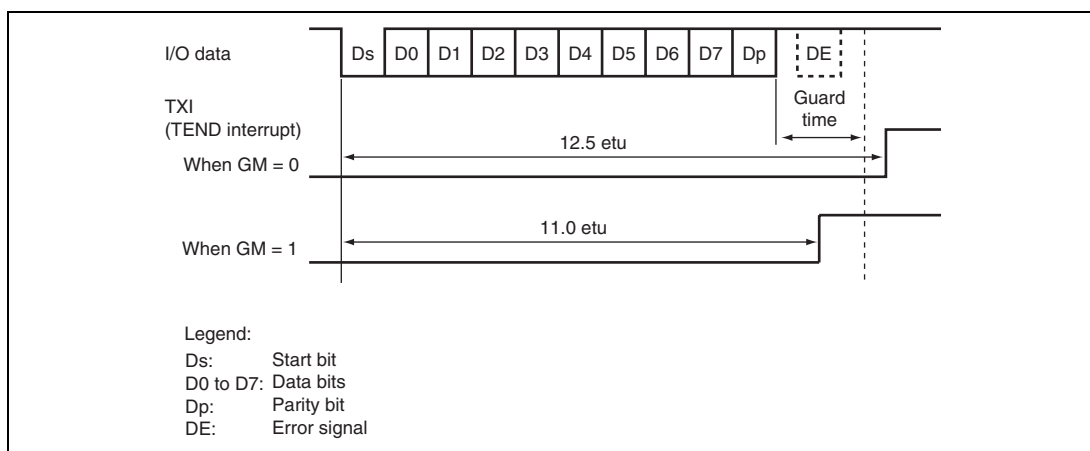 I/O data
Ds D0 D1 D2 D3 D4 D5 D6 D7 Dp DE
TXI
(TEND interrupt)
Guard
time
When GM = 0
12.5 etu
When GM = 1
11.0 etu
Legend:
Ds: Start bit
D0 to D7: Data bits
Dp: Parity bit
DE: Error signal